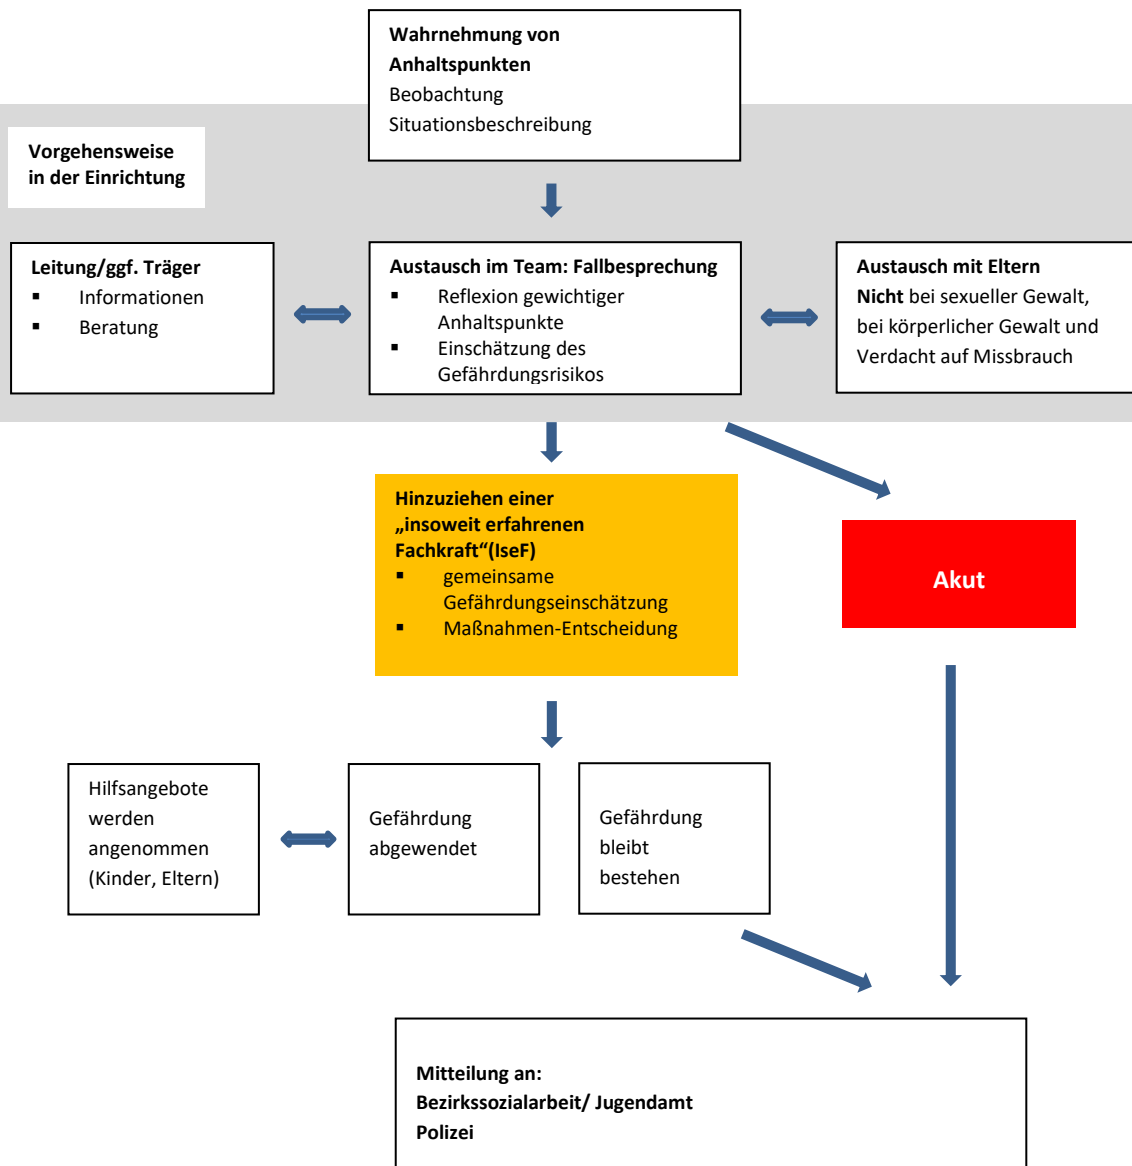 Wahrnehmung von
Anhaltspunkten
Beobachtung
Situationsbeschreibung
Vorgehensweise
in der Einrichtung
Leitung/ggf. Träger
▪ Informationen
▪ Beratung
Austausch im Team: Fallbesprechung
▪ Reflexion gewichtiger
Anhaltspunkte
▪ Einschätzung des
Gefährdungsrisikos
Austausch mit Eltern
Nicht bei sexueller Gewalt,
bei körperlicher Gewalt und
Verdacht auf Missbrauch
Hinzuziehen einer
„insoweit erfahrenen
Fachkraft“(IseF)
▪ gemeinsame
Gefährdungseinschätzung
▪ Maßnahmen-Entscheidung
Akut
Hilfsangebote
werden
angenommen
(Kinder, Eltern)
Gefährdung
abgewendet
Gefährdung
bleibt
bestehen
Mitteilung an:
Bezirkssozialarbeit/ Jugendamt
Polizei